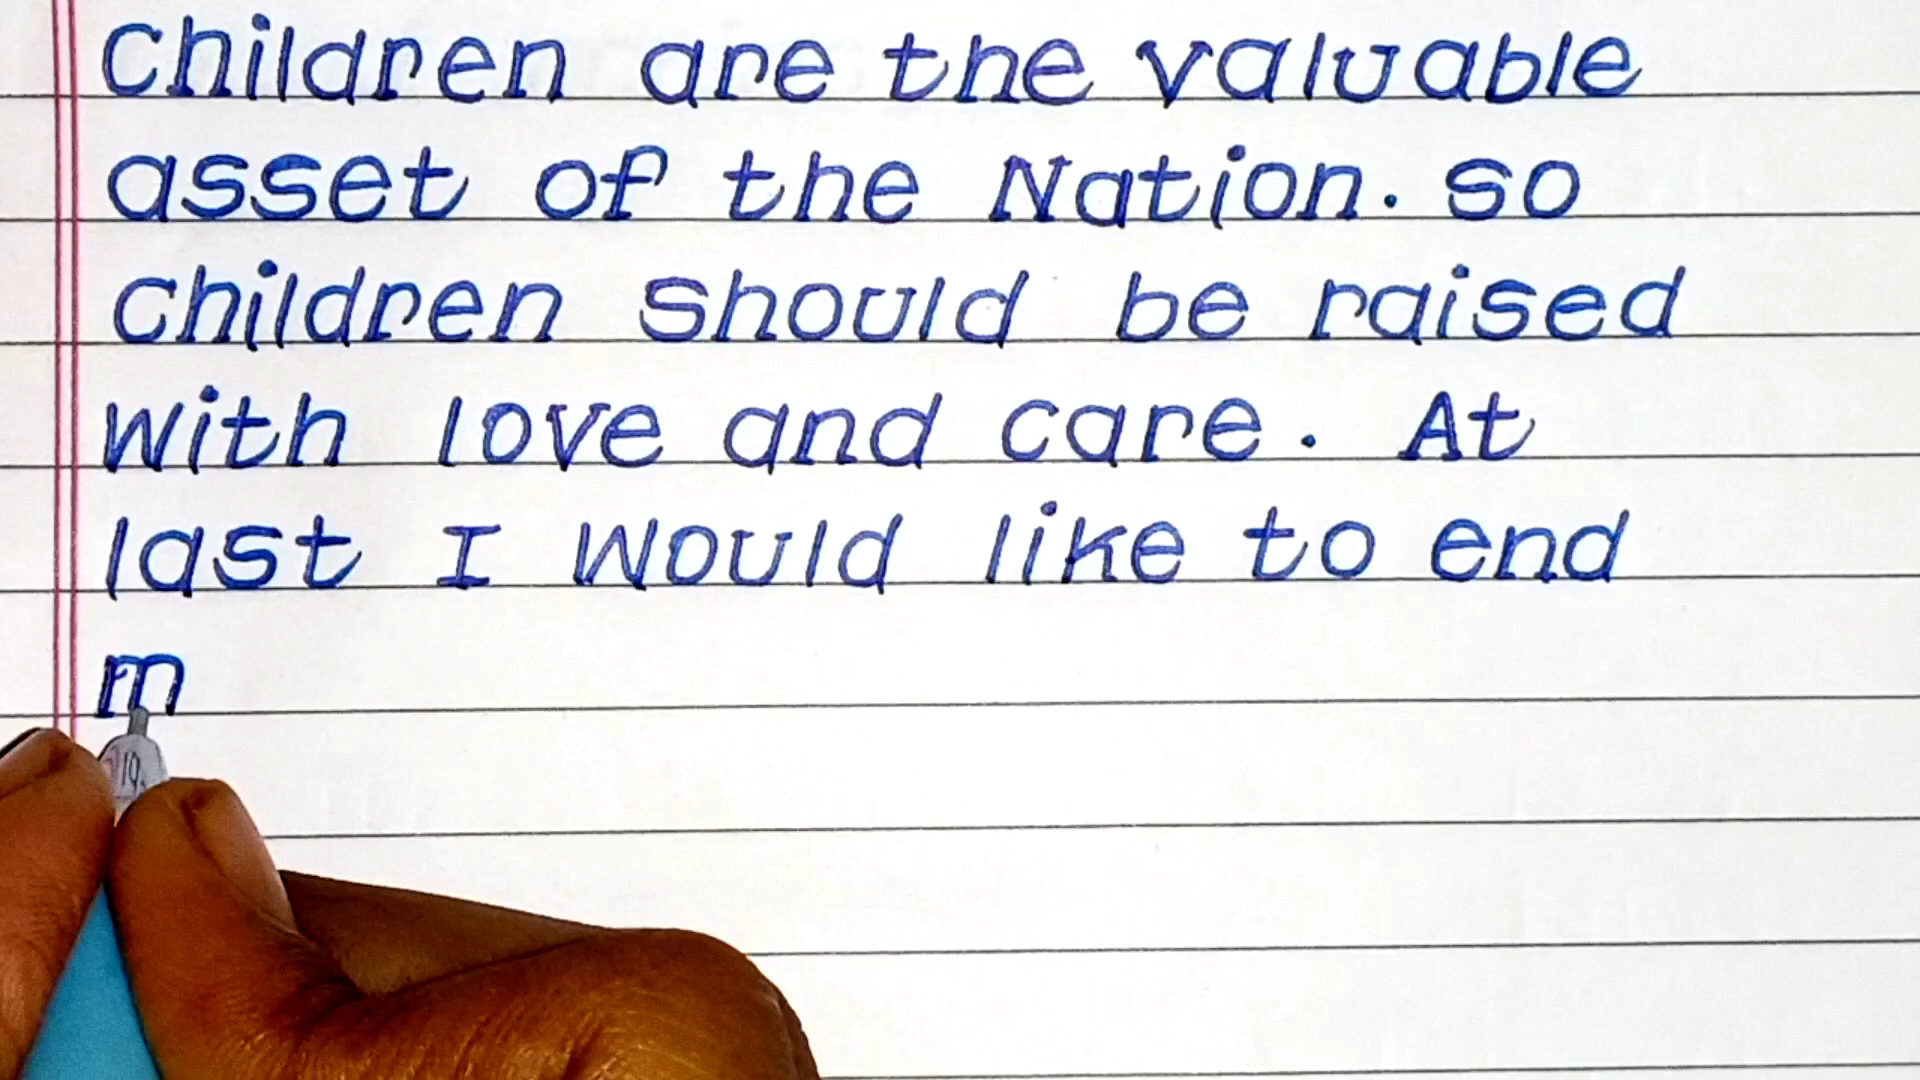 Children are the valuable
asset of the Nation. so
children should be raised
with love and care. At
last I would like to end
m